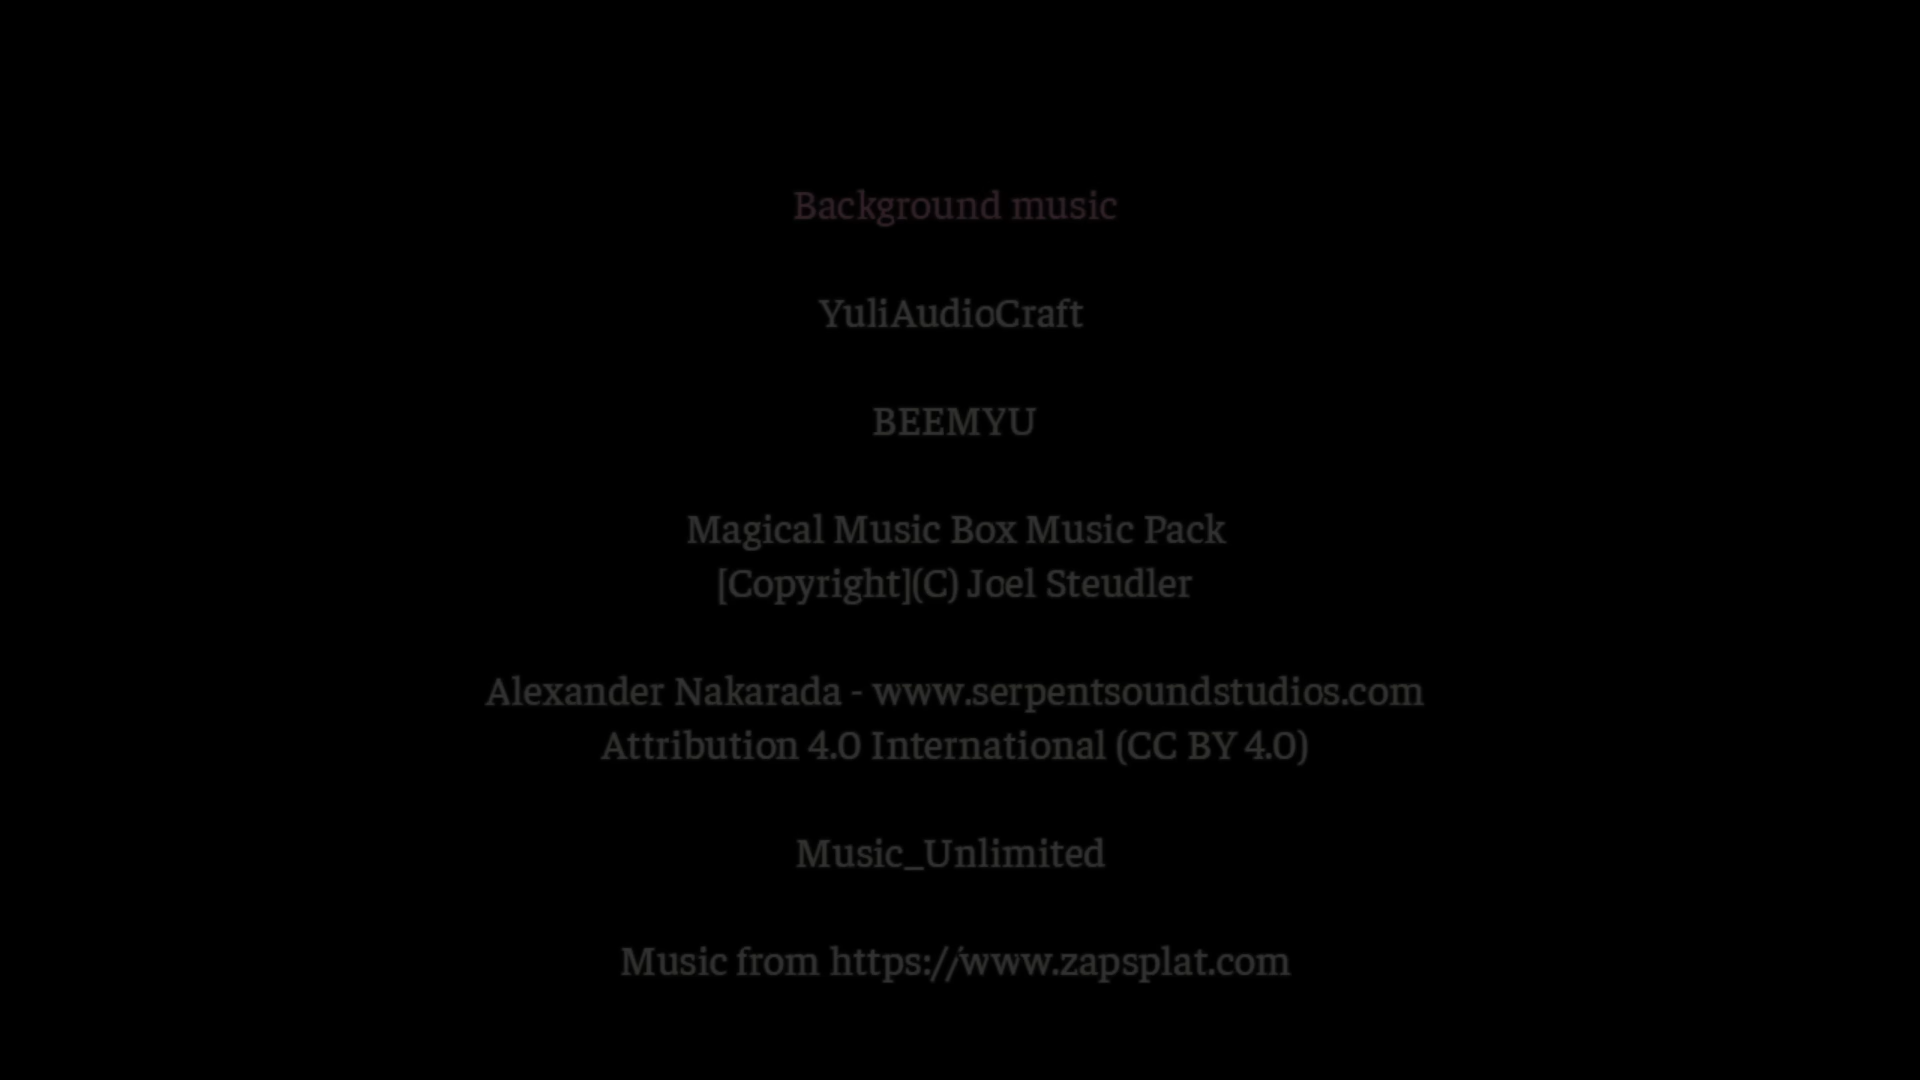 Background music
YuliAudioCraft
BEEMYU
Magical Music Box Music Pack
[Copyright](C) Joel Steudler
Alexander Nakarada - www.serpentsoundstudios.com
Attribution 4.0 International (CC BY 4.0)
Music_Unlimited
Music from https://www.zapsplat.com